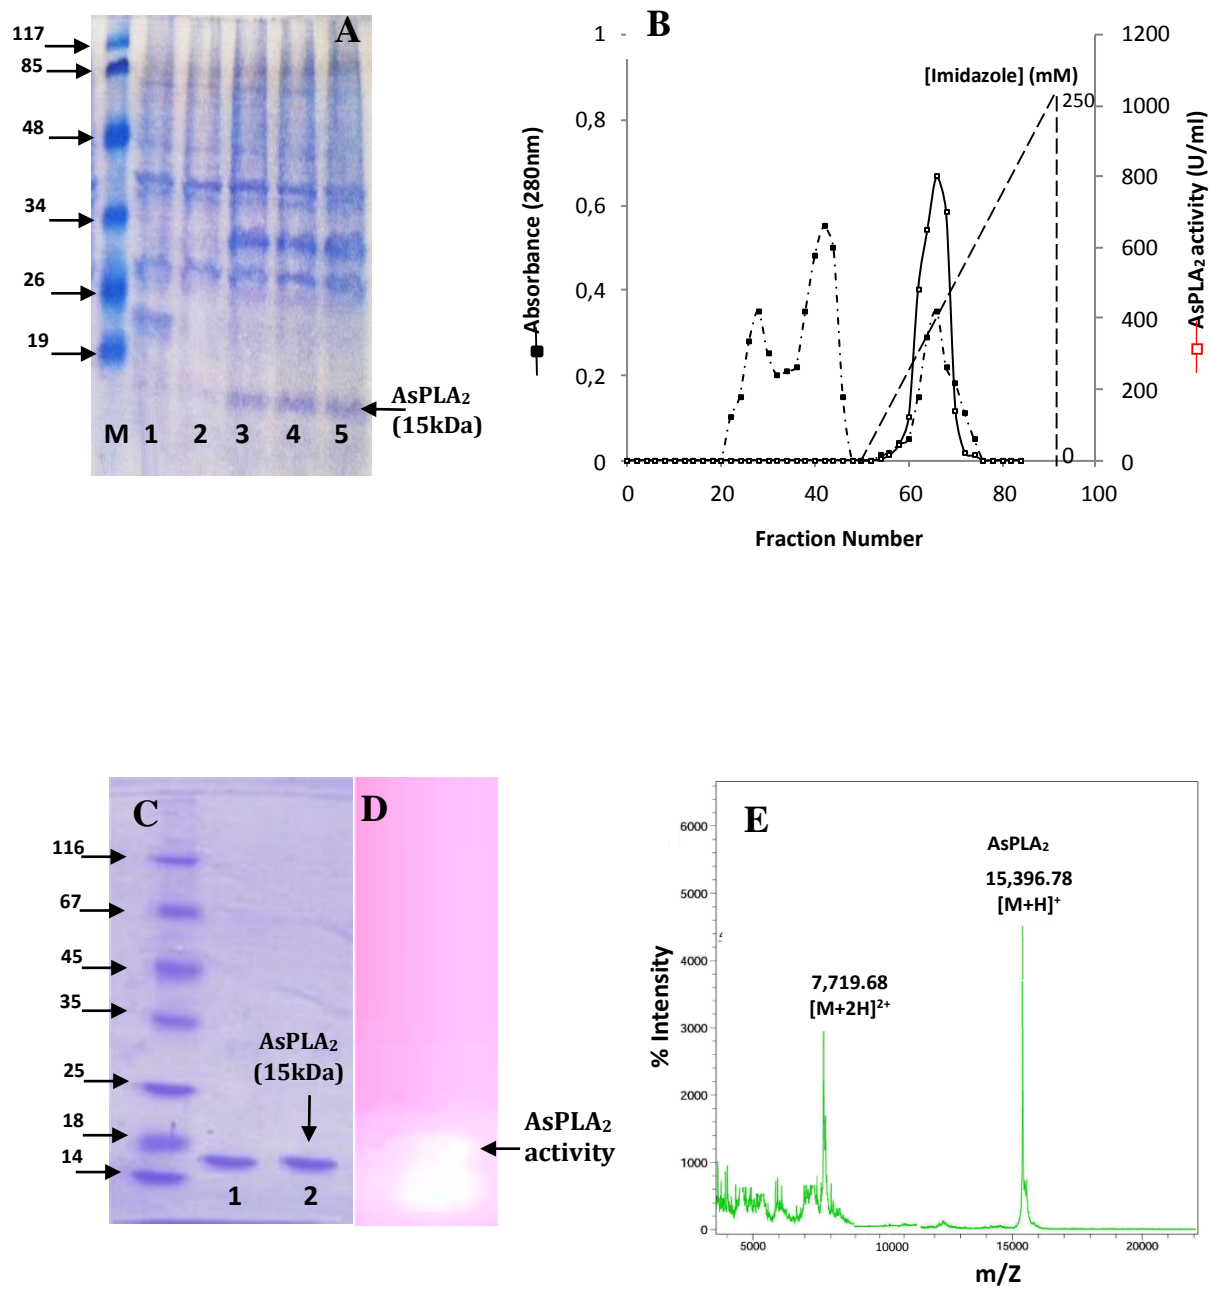 A
117
85
48
34
26
19
AsPLA₂
(15kDa)
M 1 2 3 4 5
B
1
0,8
0,6
0,4
0,2
0
Absorbance (280nm)
[Imidazole] (mM)
250
0
1200
1000
800
600
400
200
0
AsPLA₂ activity (U/ml)
0 20 40 60 80 100
Fraction Number
C
116
67
45
35
25
18
14
AsPLA₂
(15kDa)
1 2
D
AsPLA₂
activity
E
6000
5000
4000
3000
2000
1000
0
% Intensity
AsPLA₂
15,396.78
[M+H]⁺
7,719.68
[M+2H]²⁺
5000 10000 15000 20000
m/Z